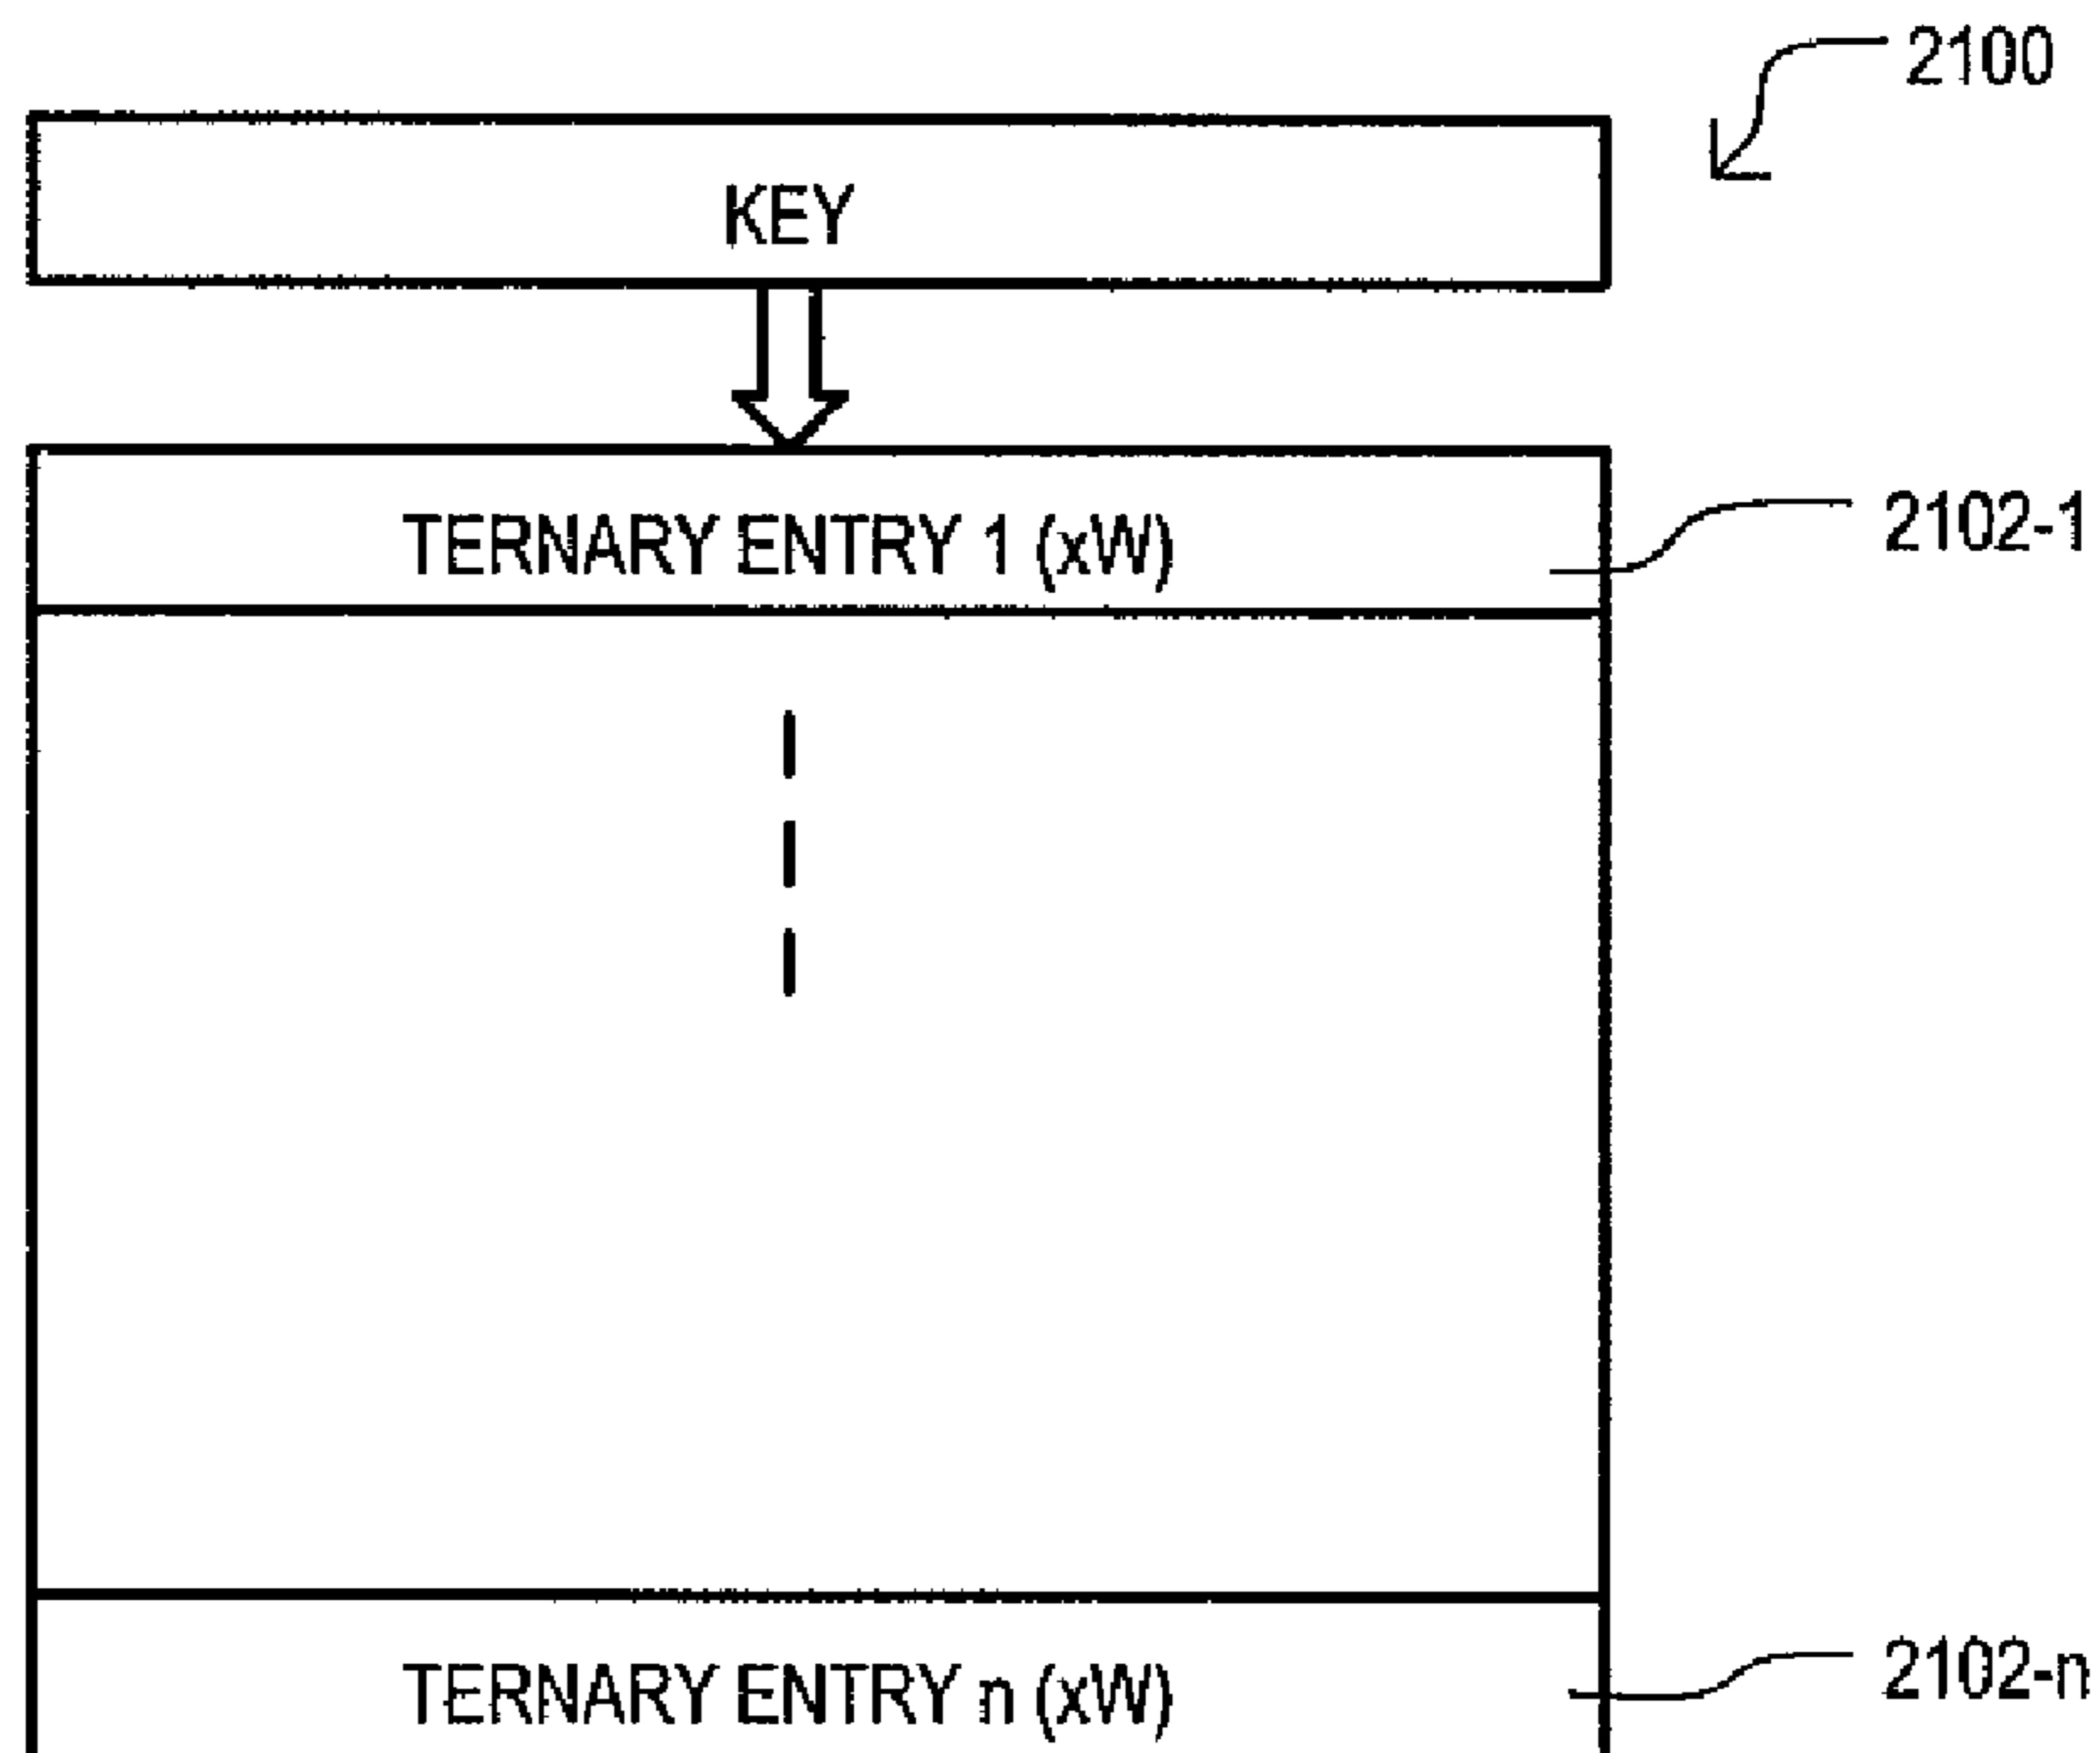 2100
KEY
TERNARY ENTRY 1 (xW)
2102-1
TERNARY ENTRY n (xW)
2102-n